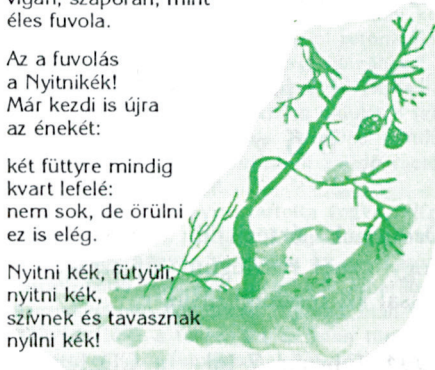 vígan, szaporán, mint
éles fuvola.
Az a fuvolás
a Nyitnikék!
Már kezdi is újra
az énekét:
két füttyre mindig
kvart lefelé:
nem sok, de örülni
ez is elég.
Nyitni kék, fütyüli,
nyitni kék,
szívnek és tavasznak
nyílni kék!